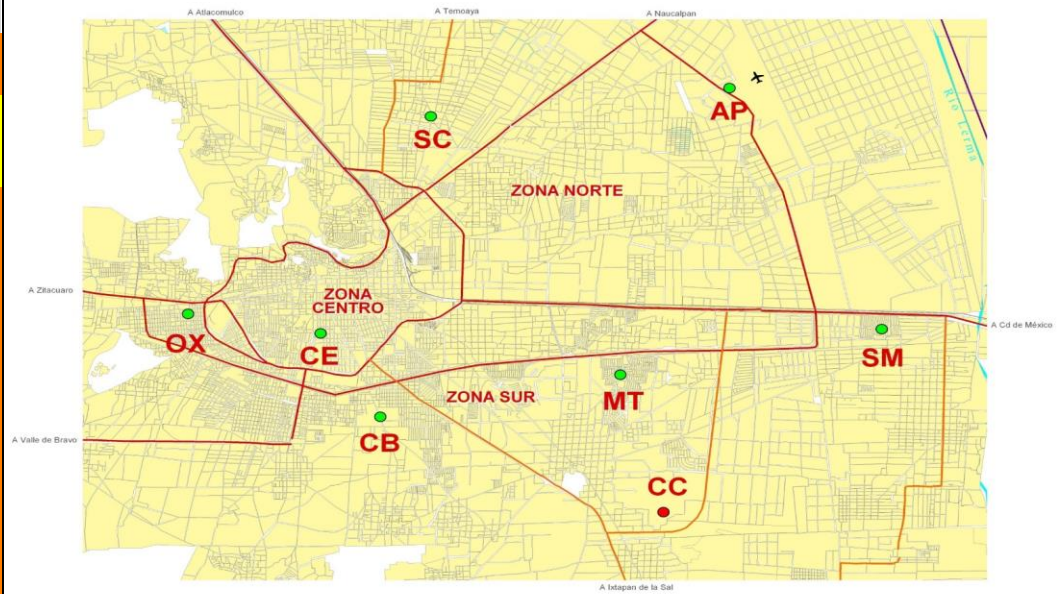 A Atlacomulco
A Temoaya
A Naucalpan
AP
SC
Río Lerma
ZONA NORTE
A Zitacuaro
ZONA
CENTRO
OX
CE
A Cd de México
SM
ZONA SUR
MT
CB
A Valle de Bravo
CC
A Ixtapan de la Sal